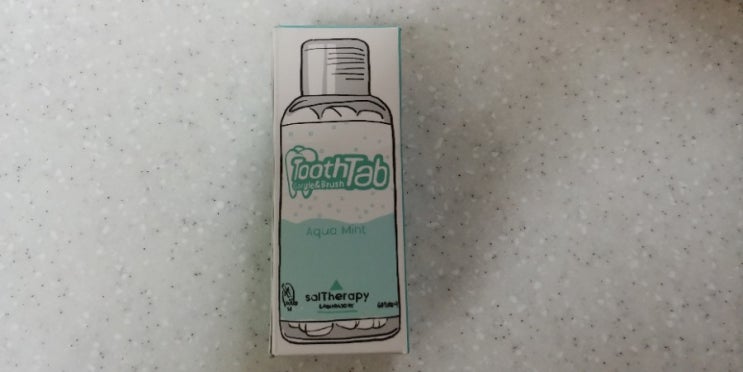 ToothTab
Gargle&Brush
Aqua Mint
salTherapy